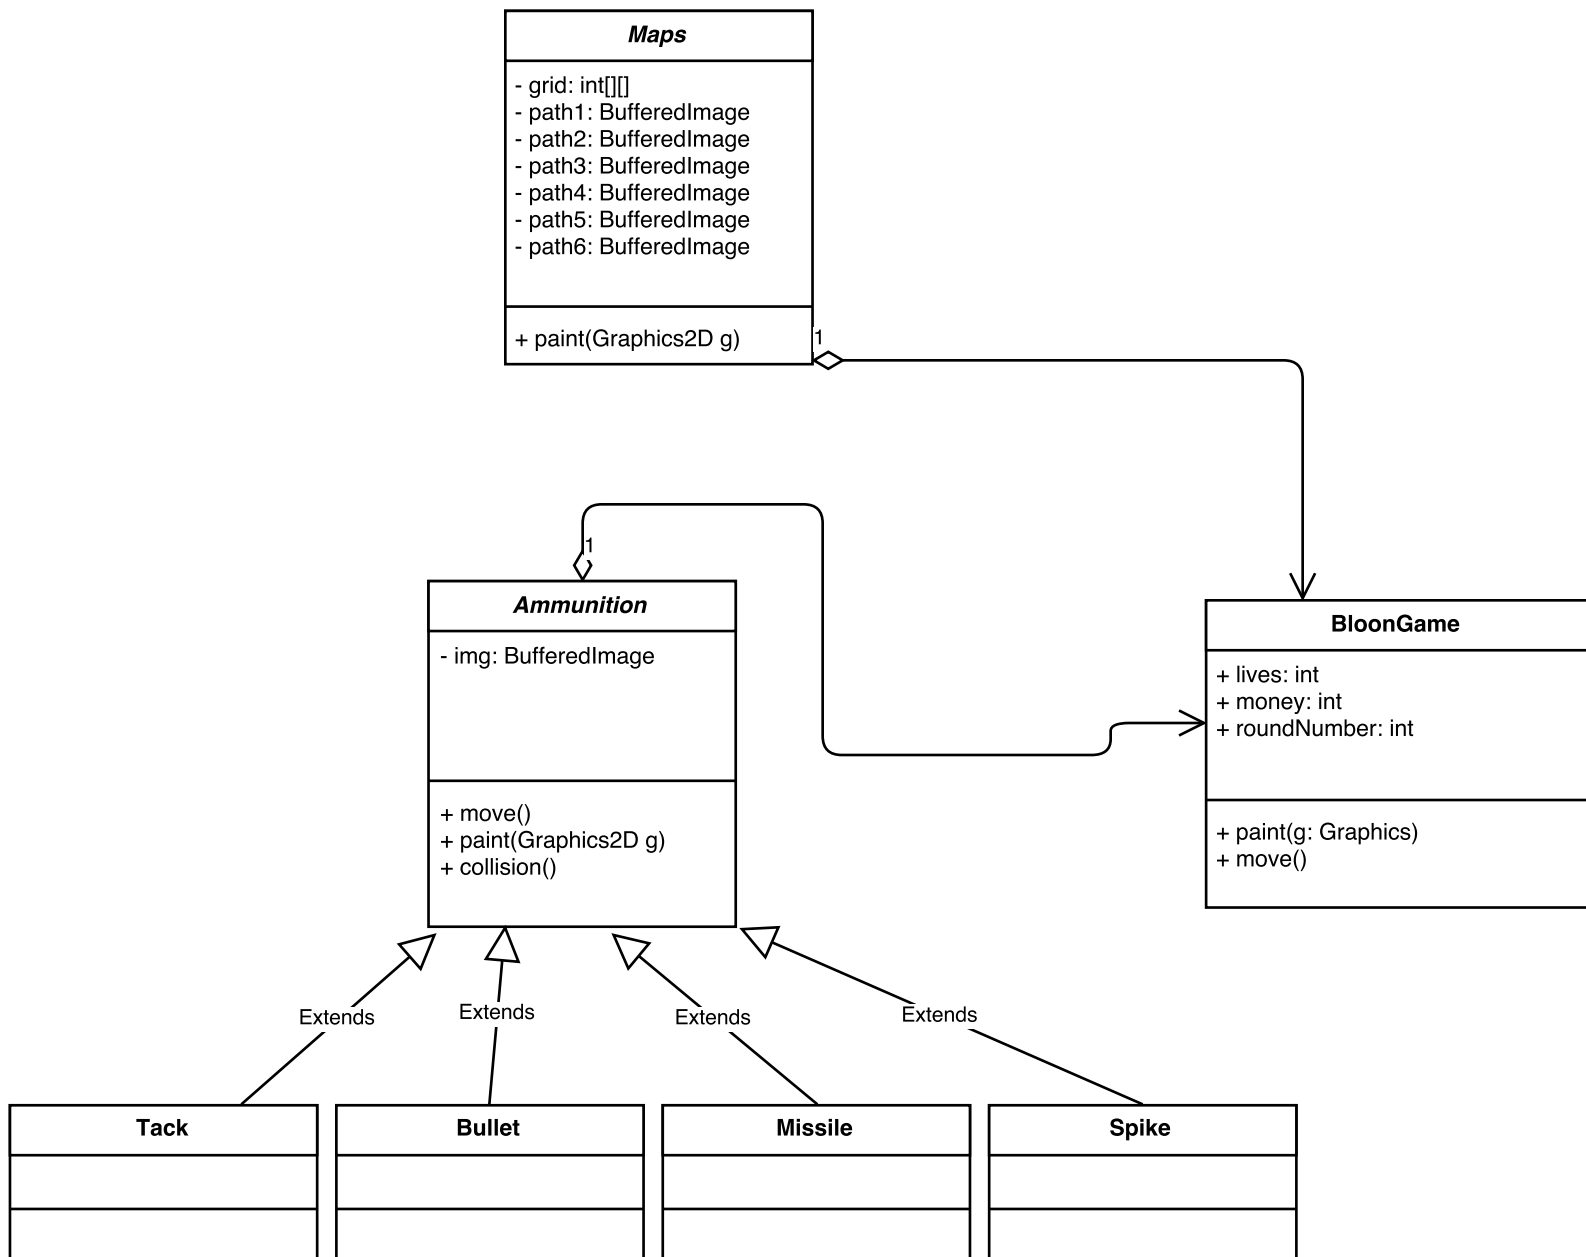 Maps
- grid: int[][]
- path1: BufferedImage
- path2: BufferedImage
- path3: BufferedImage
- path4: BufferedImage
- path5: BufferedImage
- path6: BufferedImage
+ paint(Graphics2D g)
1
1
Ammunition
- img: BufferedImage
+ move()
+ paint(Graphics2D g)
+ collision()
BloonGame
+ lives: int
+ money: int
+ roundNumber: int
+ paint(g: Graphics)
+ move()
Extends
Extends
Extends
Extends
Tack
Bullet
Missile
Spike